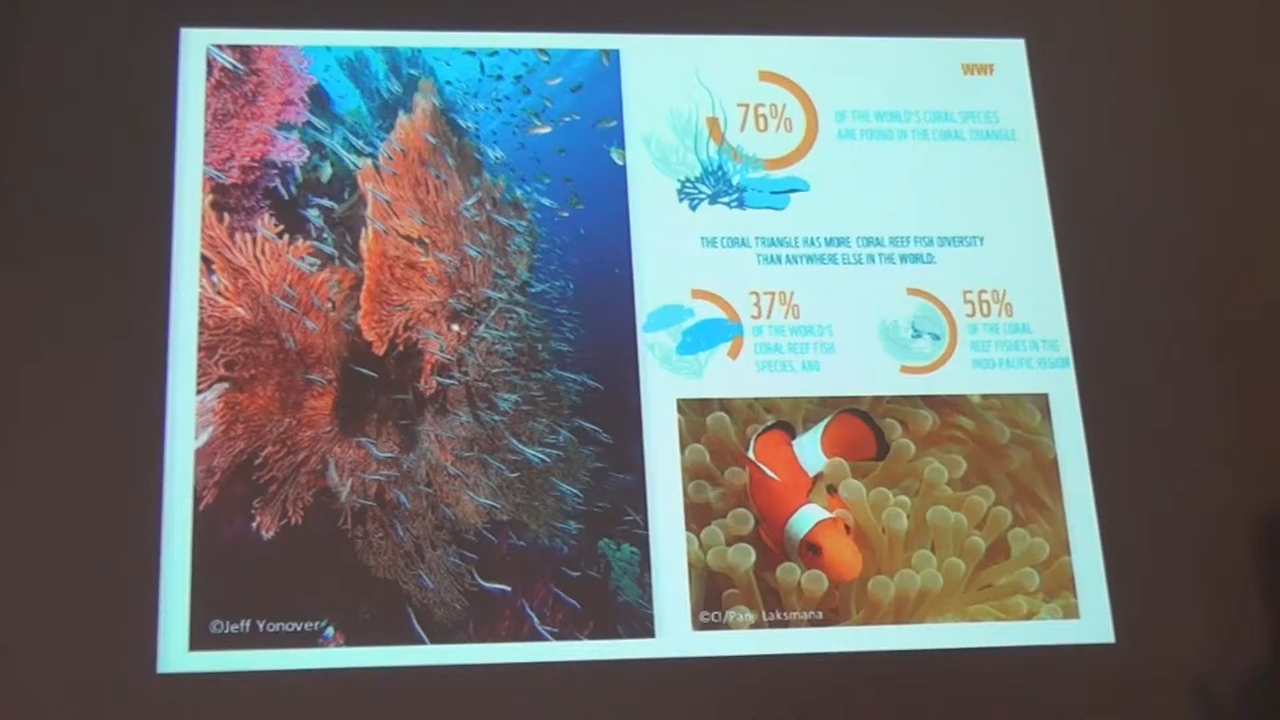 WWF
76%
OF THE WORLD'S CORAL SPECIES
ARE FOUND IN THE CORAL TRIANGLE
THE CORAL TRIANGLE HAS MORE CORAL REEF FISH DIVERSITY
THAN ANYWHERE ELSE IN THE WORLD:
37%
OF THE WORLD'S
CORAL REEF FISH
SPECIES, AND
56%
OF THE CORAL
REEF FISHES IN THE
INDO-PACIFIC REGION
©Jeff Yonover
©CI/Panji Laksmana